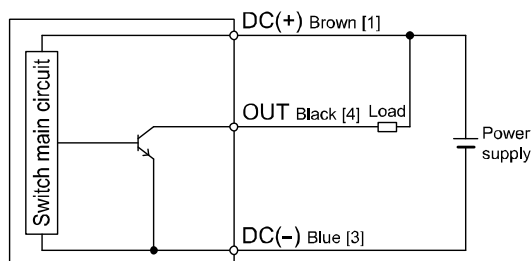 DC(+) Brown [1]
Switch main circuit
OUT Black [4] Load
Power
supply
DC(−) Blue [3]